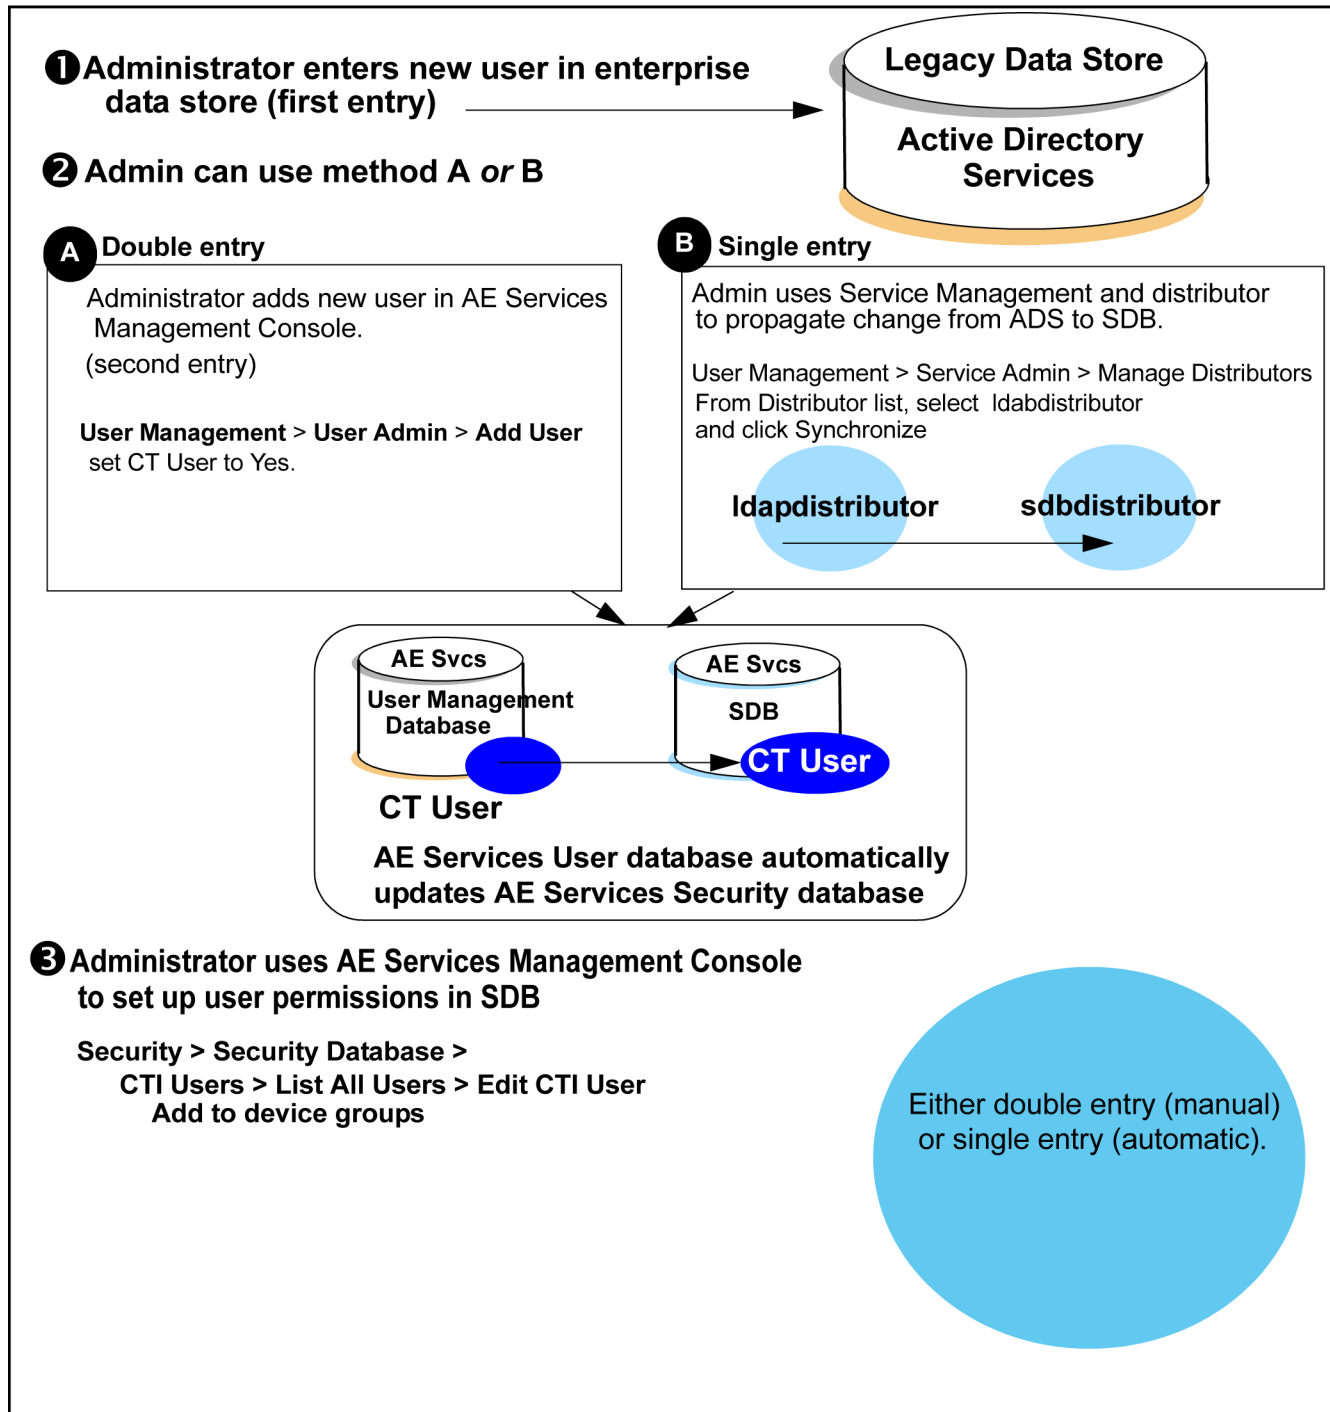 ❶ Administrator enters new user in enterprise
data store (first entry)
Legacy Data Store
Active Directory
Services
❷ Admin can use method A or B
A Double entry
Administrator adds new user in AE Services
Management Console.
(second entry)
User Management > User Admin > Add User
set CT User to Yes.
B Single entry
Admin uses Service Management and distributor
to propagate change from ADS to SDB.
User Management > Service Admin > Manage Distributors
From Distributor list, select ldabdistributor
and click Synchronize
ldapdistributor
sdbdistributor
AE Svcs
User Management
Database
CT User
AE Svcs
SDB
CT User
AE Services User database automatically
updates AE Services Security database
❸ Administrator uses AE Services Management Console
to set up user permissions in SDB
Security > Security Database >
CTI Users > List All Users > Edit CTI User
Add to device groups
Either double entry (manual)
or single entry (automatic).